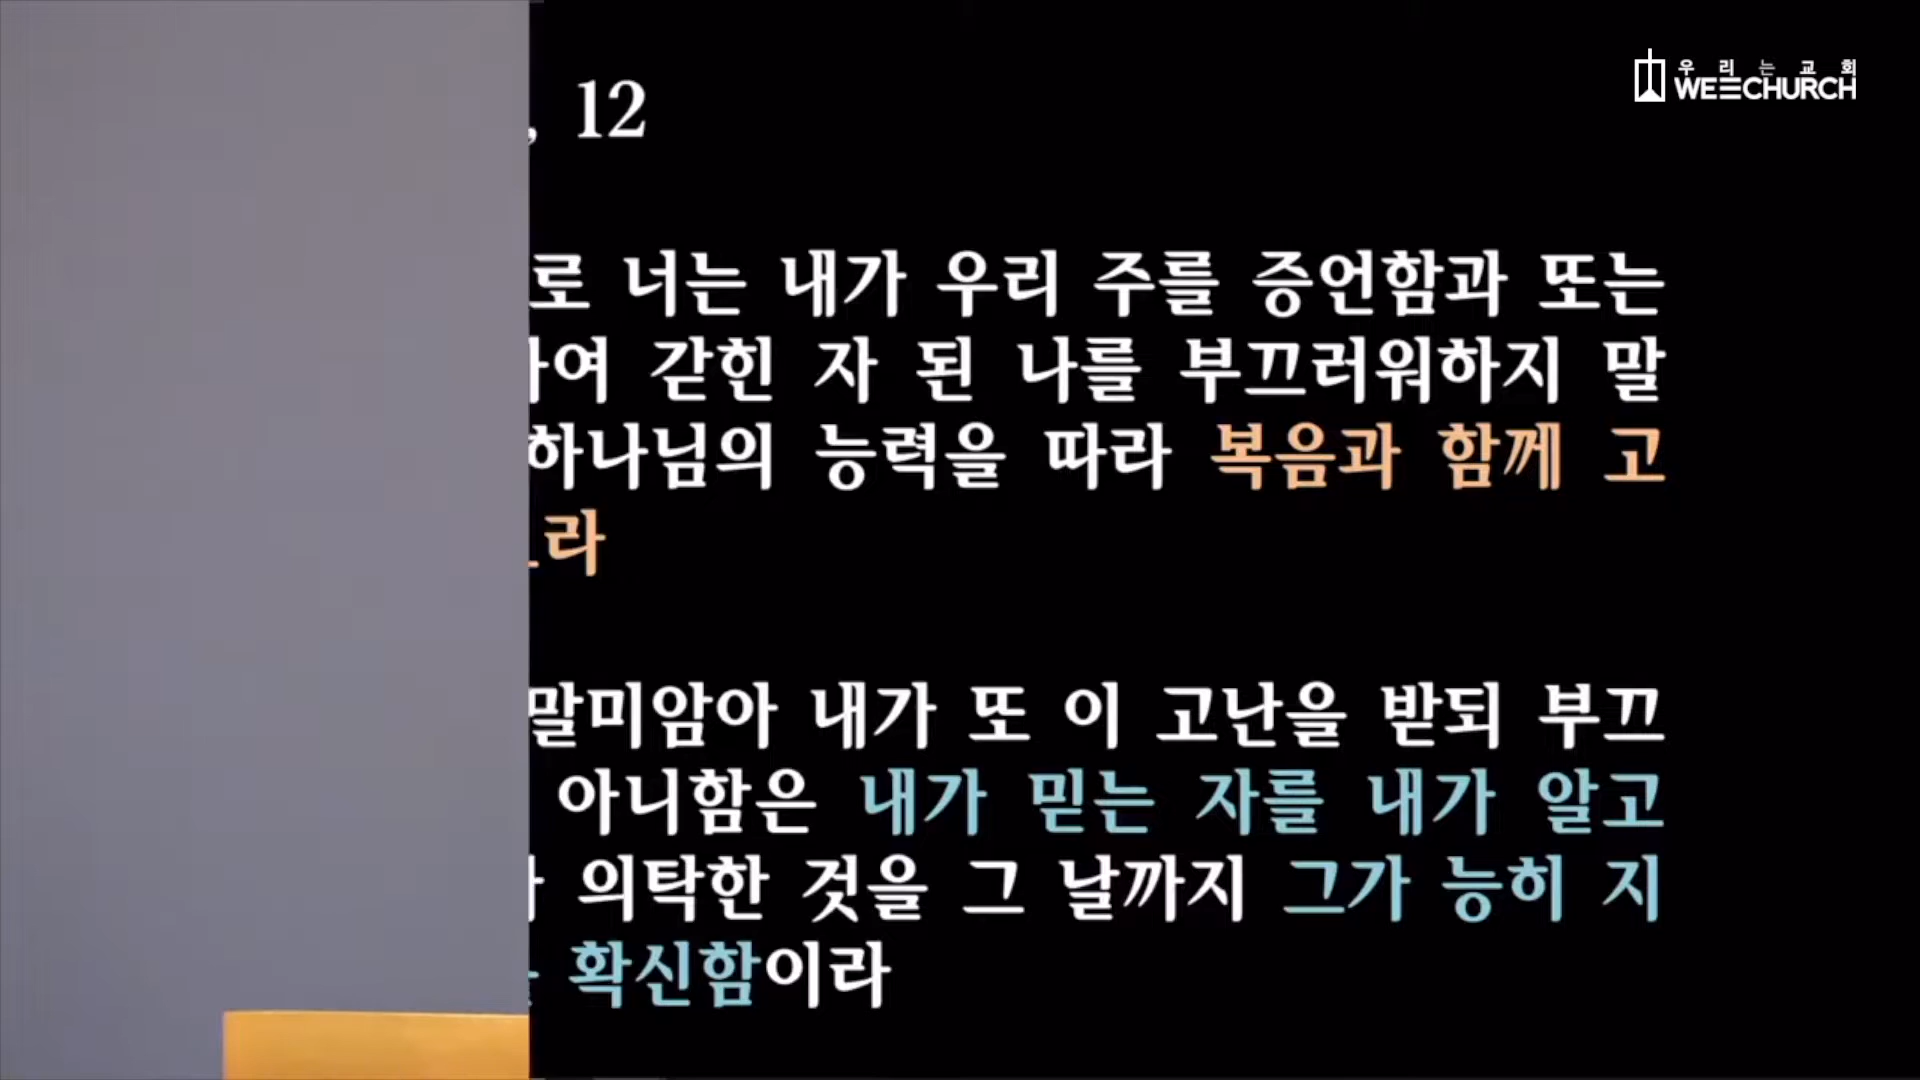 , 12
우리는교회
WE CHURCH
로 너는 내가 우리 주를 증언함과 또는
여 갇힌 자 된 나를 부끄러워하지 말
하나님의 능력을 따라 복음과 함께 고
라
말미암아 내가 또 이 고난을 받되 부끄
아니함은 내가 믿는 자를 내가 알고
의탁한 것을 그 날까지 그가 능히 지
확신함이라